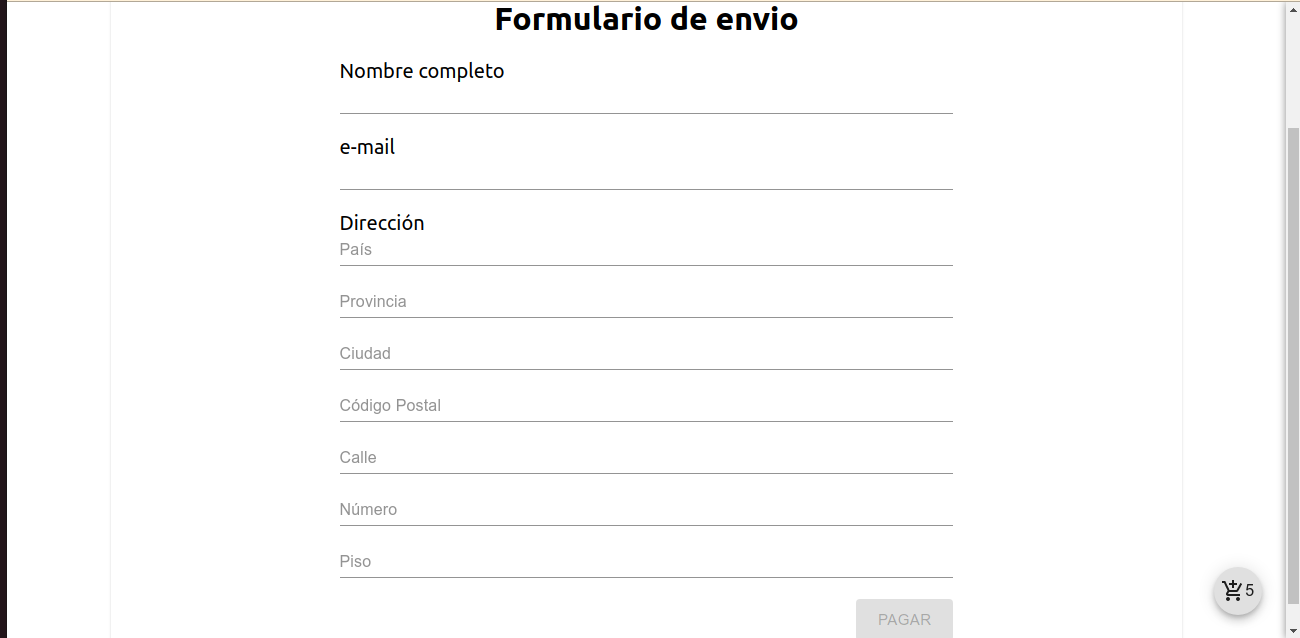 Formulario de envio
Nombre completo
e-mail
Dirección
País
Provincia
Ciudad
Código Postal
Calle
Número
Piso
PAGAR
5